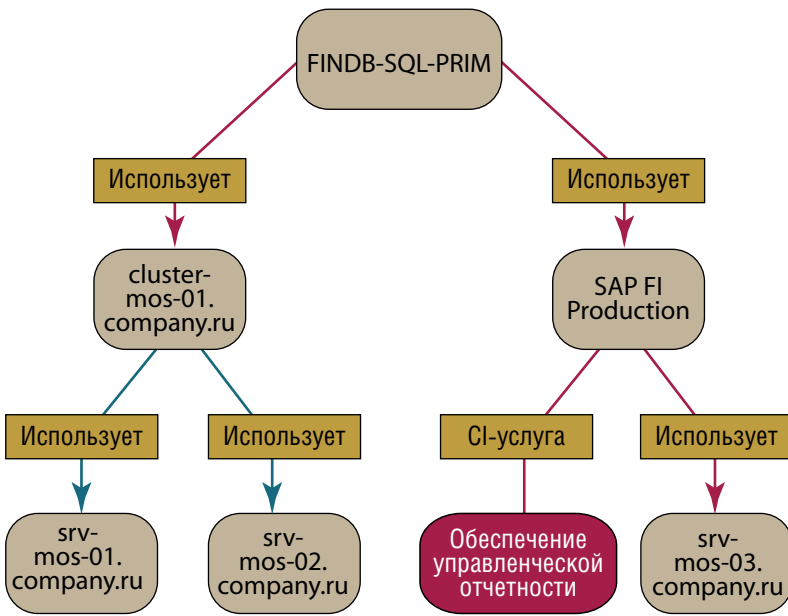 FINDB-SQL-PRIM
Использует
Использует
cluster-
mos-01.
company.ru
SAP FI
Production
Использует
Использует
CI-услуга
Использует
srv-
mos-01.
company.ru
srv-
mos-02.
company.ru
Обеспечение
управленческой
отчетности
srv-
mos-03.
company.ru